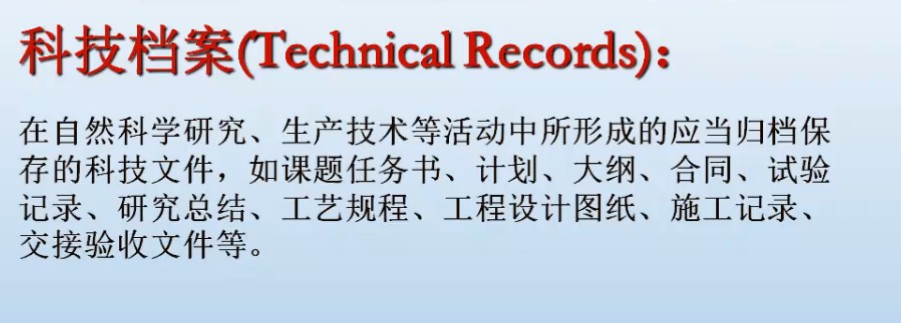 科技档案(Technical Records)：
在自然科学研究、生产技术等活动中所形成的应当归档保
存的科技文件，如课题任务书、计划、大纲、合同、试验
记录、研究总结、工艺规程、工程设计图纸、施工记录、
交接验收文件等。